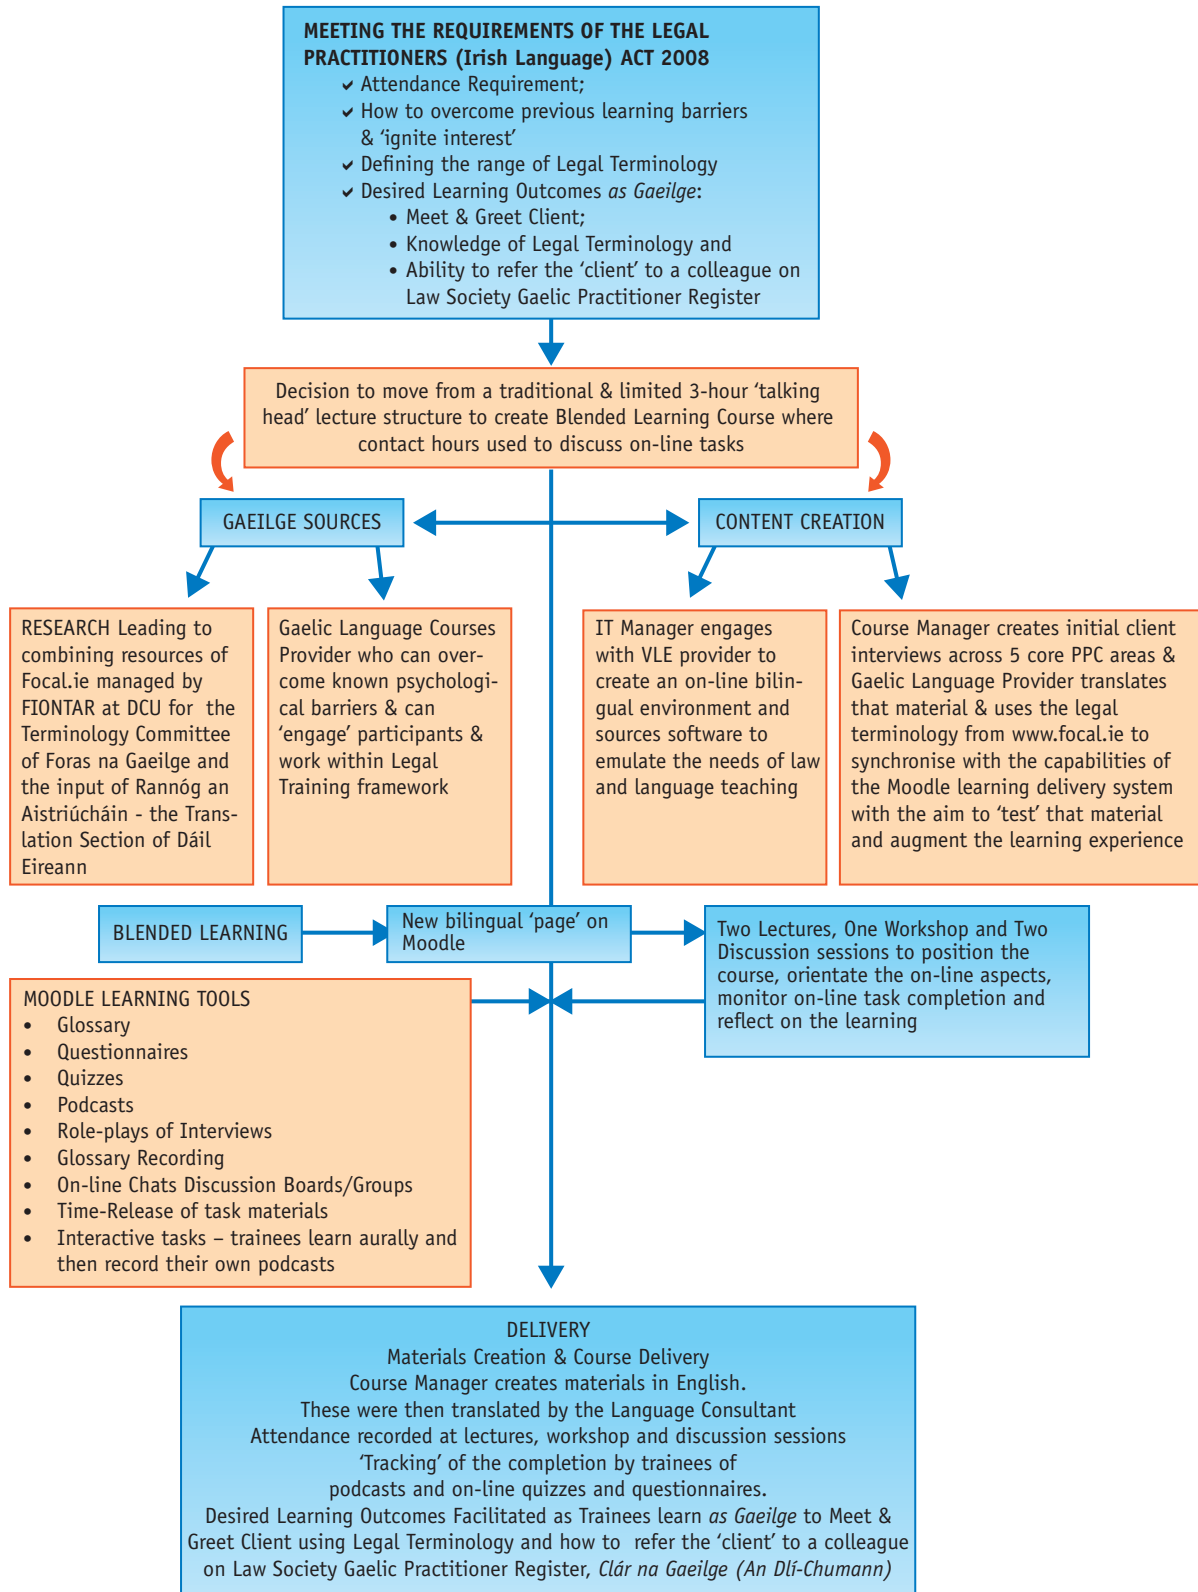 MEETING THE REQUIREMENTS OF THE LEGAL
PRACTITIONERS (Irish Language) ACT 2008
✓ Attendance Requirement;
✓ How to overcome previous learning barriers
& ‘ignite interest’
✓ Defining the range of Legal Terminology
✓ Desired Learning Outcomes as Gaeilge:
• Meet & Greet Client;
• Knowledge of Legal Terminology and
• Ability to refer the ‘client’ to a colleague on
Law Society Gaelic Practitioner Register
Decision to move from a traditional & limited 3-hour ‘talking
head’ lecture structure to create Blended Learning Course where
contact hours used to discuss on-line tasks
GAEILGE SOURCES
CONTENT CREATION
RESEARCH Leading to
combining resources of
Focal.ie managed by
FIONTAR at DCU for the
Terminology Committee
of Foras na Gaeilge and
the input of Rannóg an
Aistriúcháin - the Trans-
lation Section of Dáil
Eireann
Gaelic Language Courses
Provider who can over-
come known psychologi-
cal barriers & can
‘engage’ participants &
work within Legal
Training framework
IT Manager engages
with VLE provider to
create an on-line bilin-
gual environment and
sources software to
emulate the needs of law
and language teaching
Course Manager creates initial client
interviews across 5 core PPC areas &
Gaelic Language Provider translates
that material & uses the legal
terminology from www.focal.ie to
synchronise with the capabilities of
the Moodle learning delivery system
with the aim to ‘test’ that material
and augment the learning experience
BLENDED LEARNING
New bilingual ‘page’ on
Moodle
Two Lectures, One Workshop and Two
Discussion sessions to position the
course, orientate the on-line aspects,
monitor on-line task completion and
reflect on the learning
MOODLE LEARNING TOOLS
• Glossary
• Questionnaires
• Quizzes
• Podcasts
• Role-plays of Interviews
• Glossary Recording
• On-line Chats Discussion Boards/Groups
• Time-Release of task materials
• Interactive tasks – trainees learn aurally and
then record their own podcasts
DELIVERY
Materials Creation & Course Delivery
Course Manager creates materials in English.
These were then translated by the Language Consultant
Attendance recorded at lectures, workshop and discussion sessions
‘Tracking’ of the completion by trainees of
podcasts and on-line quizzes and questionnaires.
Desired Learning Outcomes Facilitated as Trainees learn as Gaeilge to Meet &
Greet Client using Legal Terminology and how to refer the ‘client’ to a colleague
on Law Society Gaelic Practitioner Register, Clár na Gaeilge (An Dlí-Chumann)